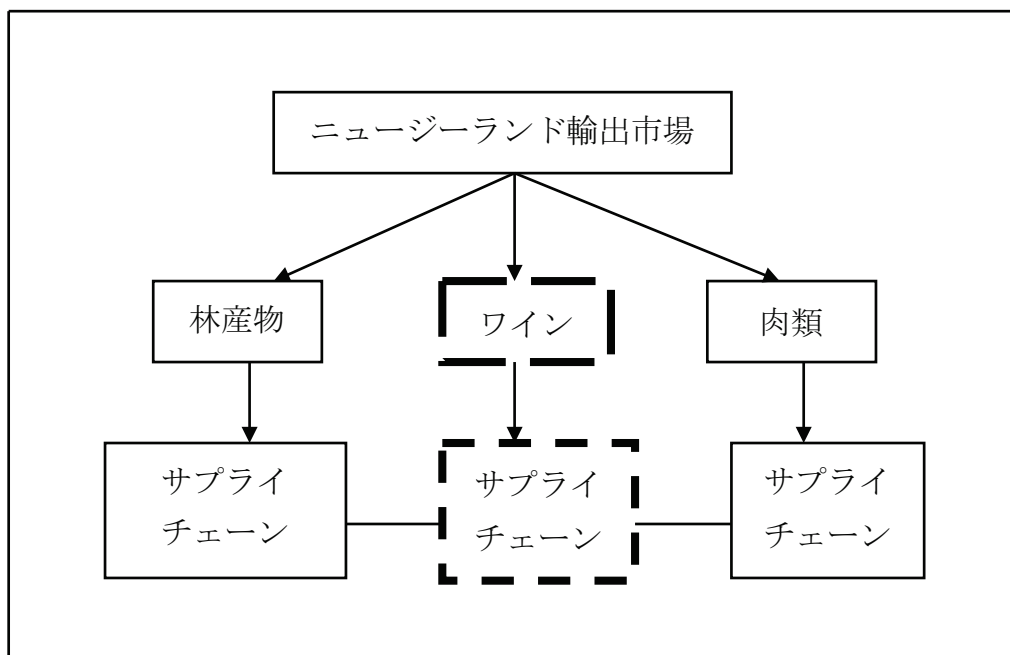 ニュージーランド輸出市場
林産物
ワイン
肉類
サプライ
チェーン
サプライ
チェーン
サプライ
チェーン